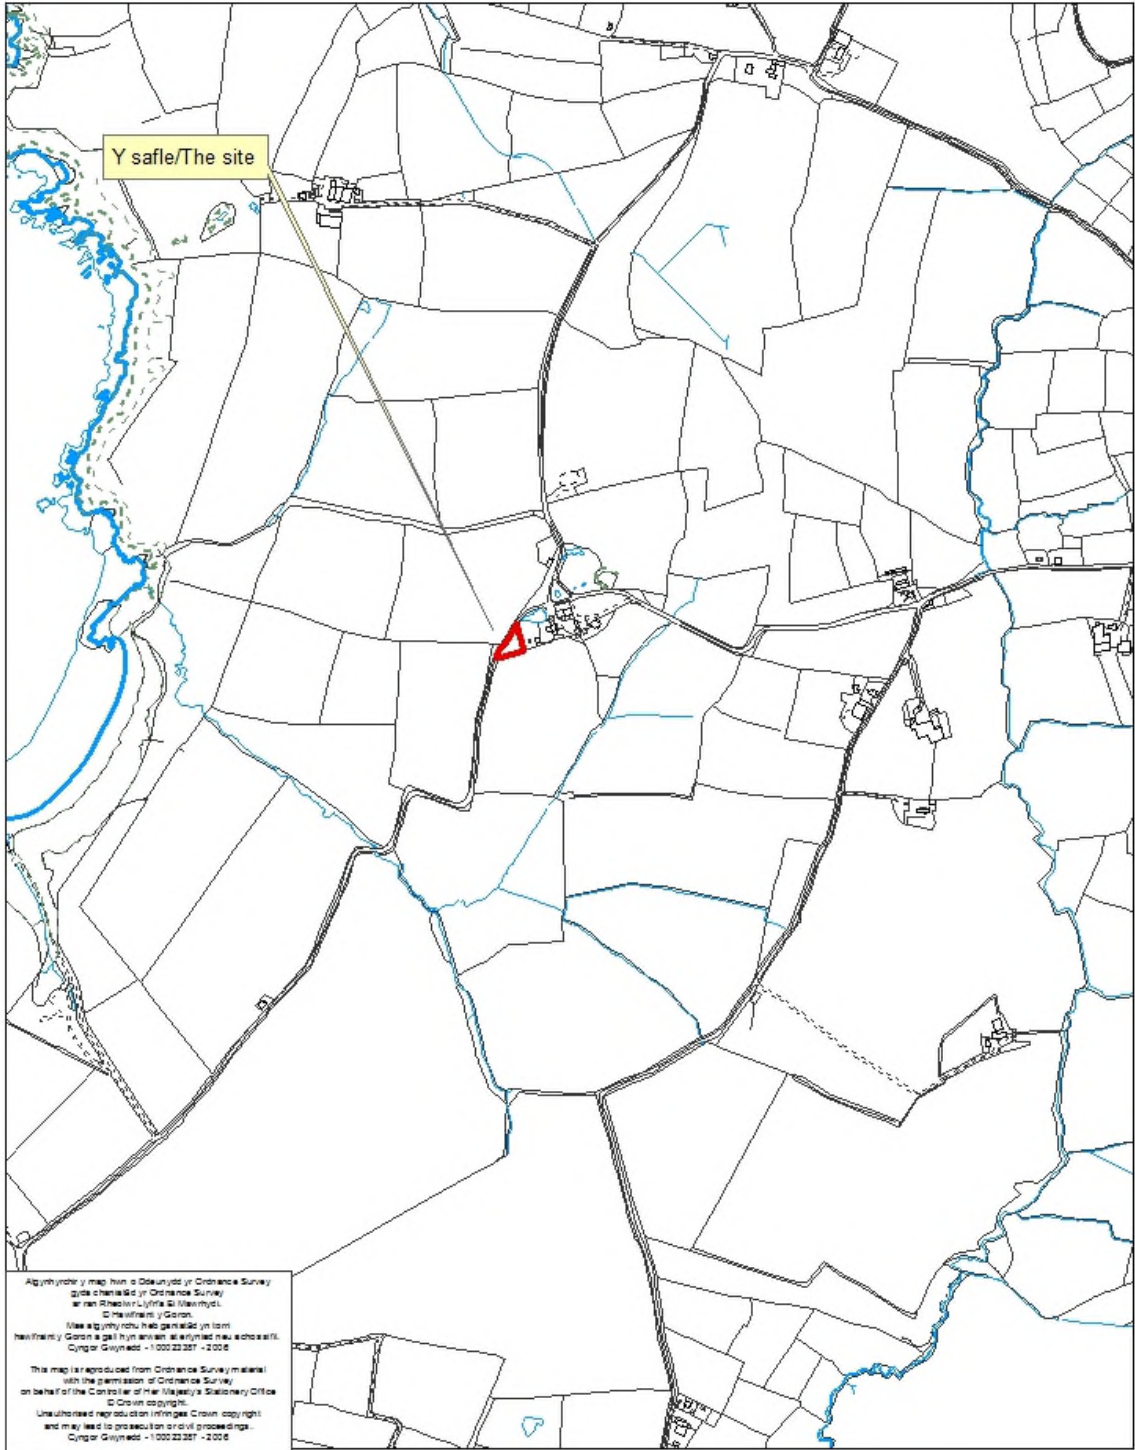 Y safle/The site
Atgynhyrchir y map hwn o Ddeunydd yr Ordnance Survey
gyda chaniatâd yr Ordnance Survey
ar ran Rheolwr Llyfrfa Ei Mawrhydi.
© Hawlfraint y Goron.
Mae atgynhyrchu heb ganiatâd yn torri
hawlfraint y Goron a gall hyn arwain at erlyniad neu achos sifil.
Cyngor Gwynedd - 100023387 - 2006
This map is reproduced from Ordnance Survey material
with the permission of Ordnance Survey
on behalf of the Controller of Her Majesty's Stationery Office
© Crown copyright.
Unauthorised reproduction infringes Crown copyright
and may lead to prosecution or civil proceedings.
Cyngor Gwynedd - 100023387 - 2006